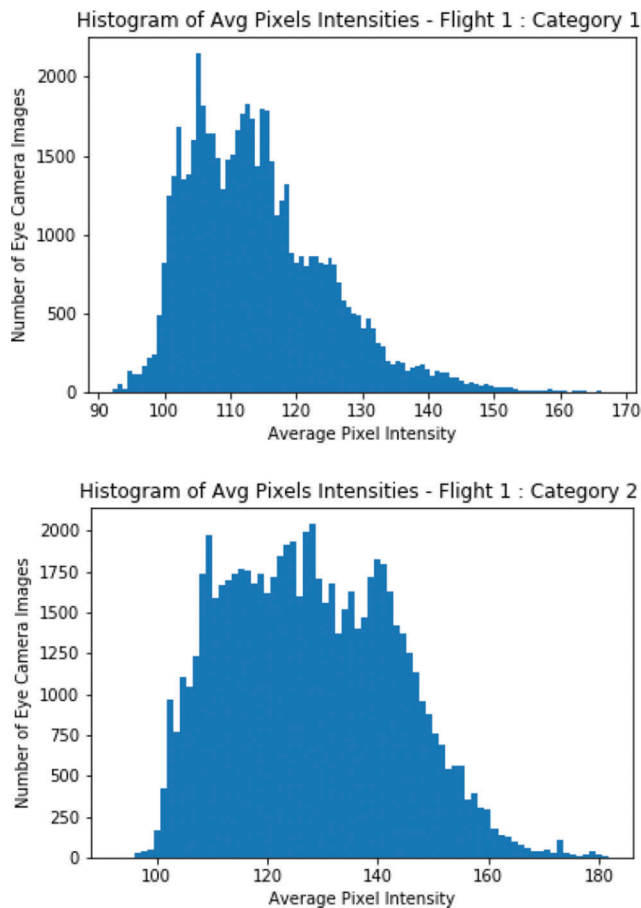 Histogram of Avg Pixels Intensities - Flight 1 : Category 1
Number of Eye Camera Images
2000
1500
1000
500
0
90 100 110 120 130 140 150 160 170
Average Pixel Intensity
Histogram of Avg Pixels Intensities - Flight 1 : Category 2
Number of Eye Camera Images
2000
1750
1500
1250
1000
750
500
250
0
100 120 140 160 180
Average Pixel Intensity